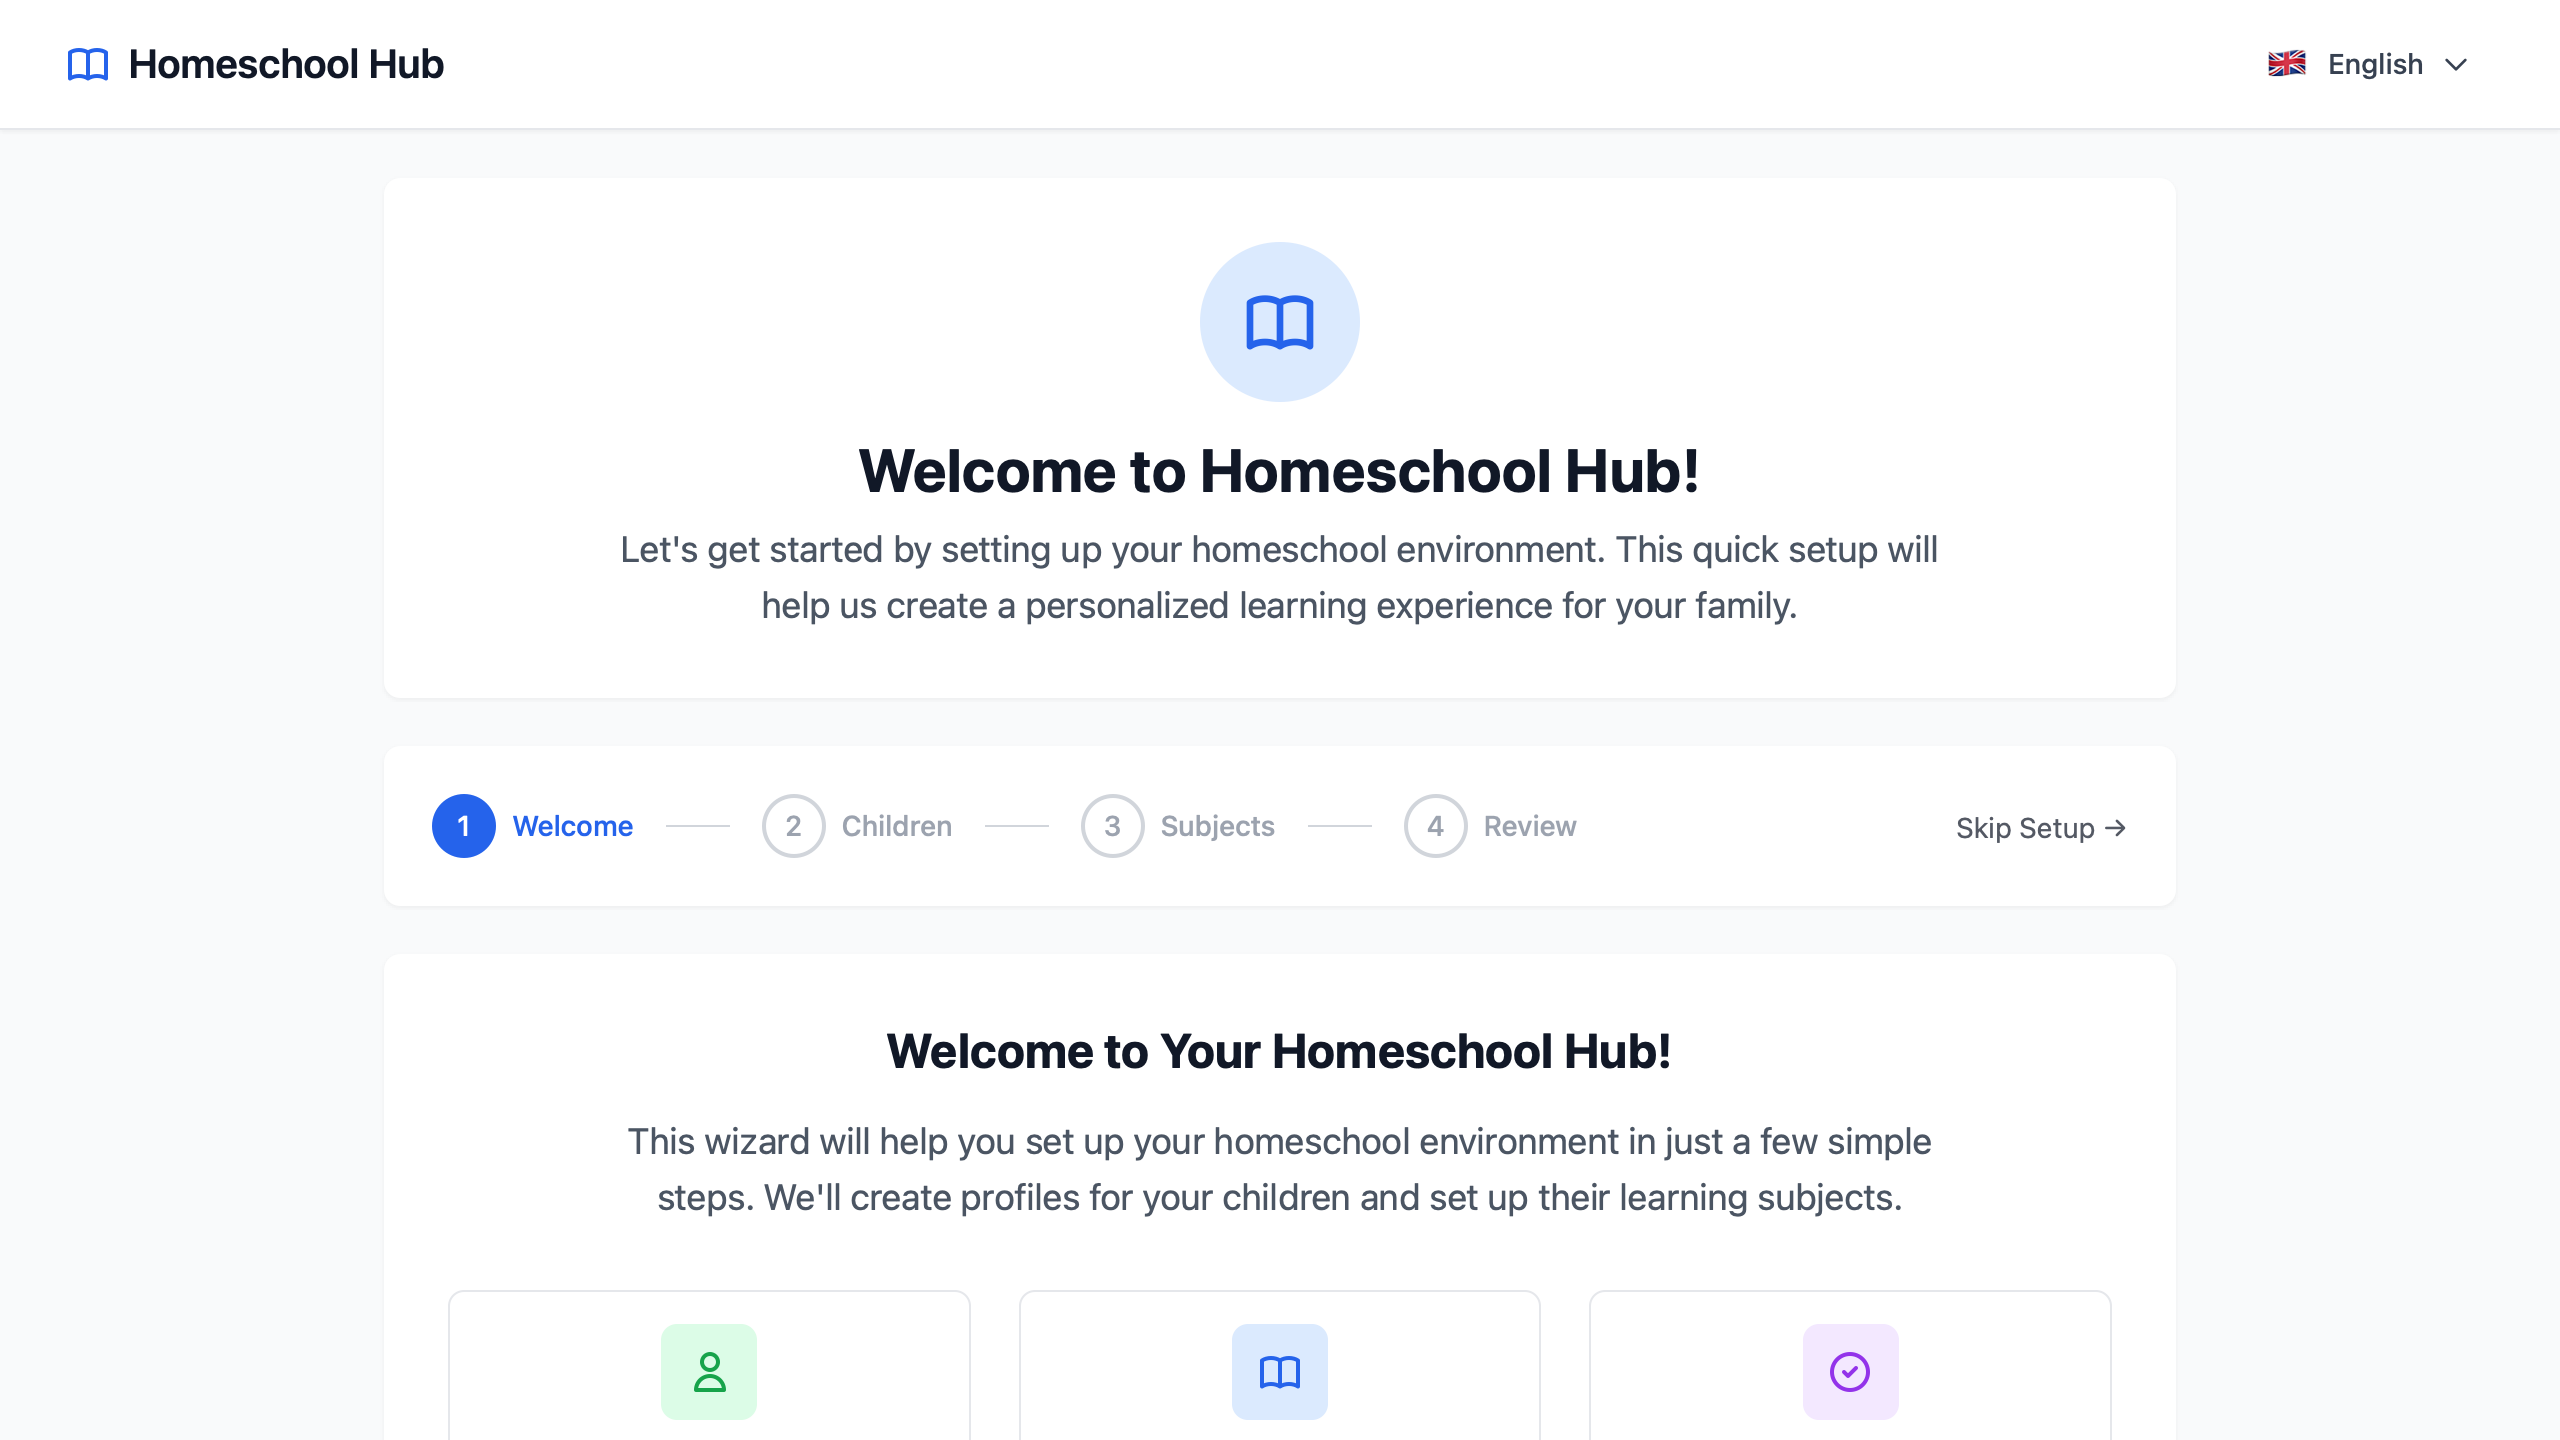 Homeschool Hub
English
Welcome to Homeschool Hub!
Let's get started by setting up your homeschool environment. This quick setup will
help us create a personalized learning experience for your family.
1 Welcome
2 Children
3 Subjects
4 Review
Skip Setup →
Welcome to Your Homeschool Hub!
This wizard will help you set up your homeschool environment in just a few simple
steps. We'll create profiles for your children and set up their learning subjects.